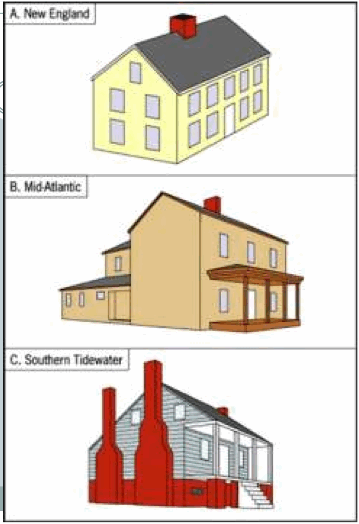 A. New England
B. Mid-Atlantic
C. Southern Tidewater